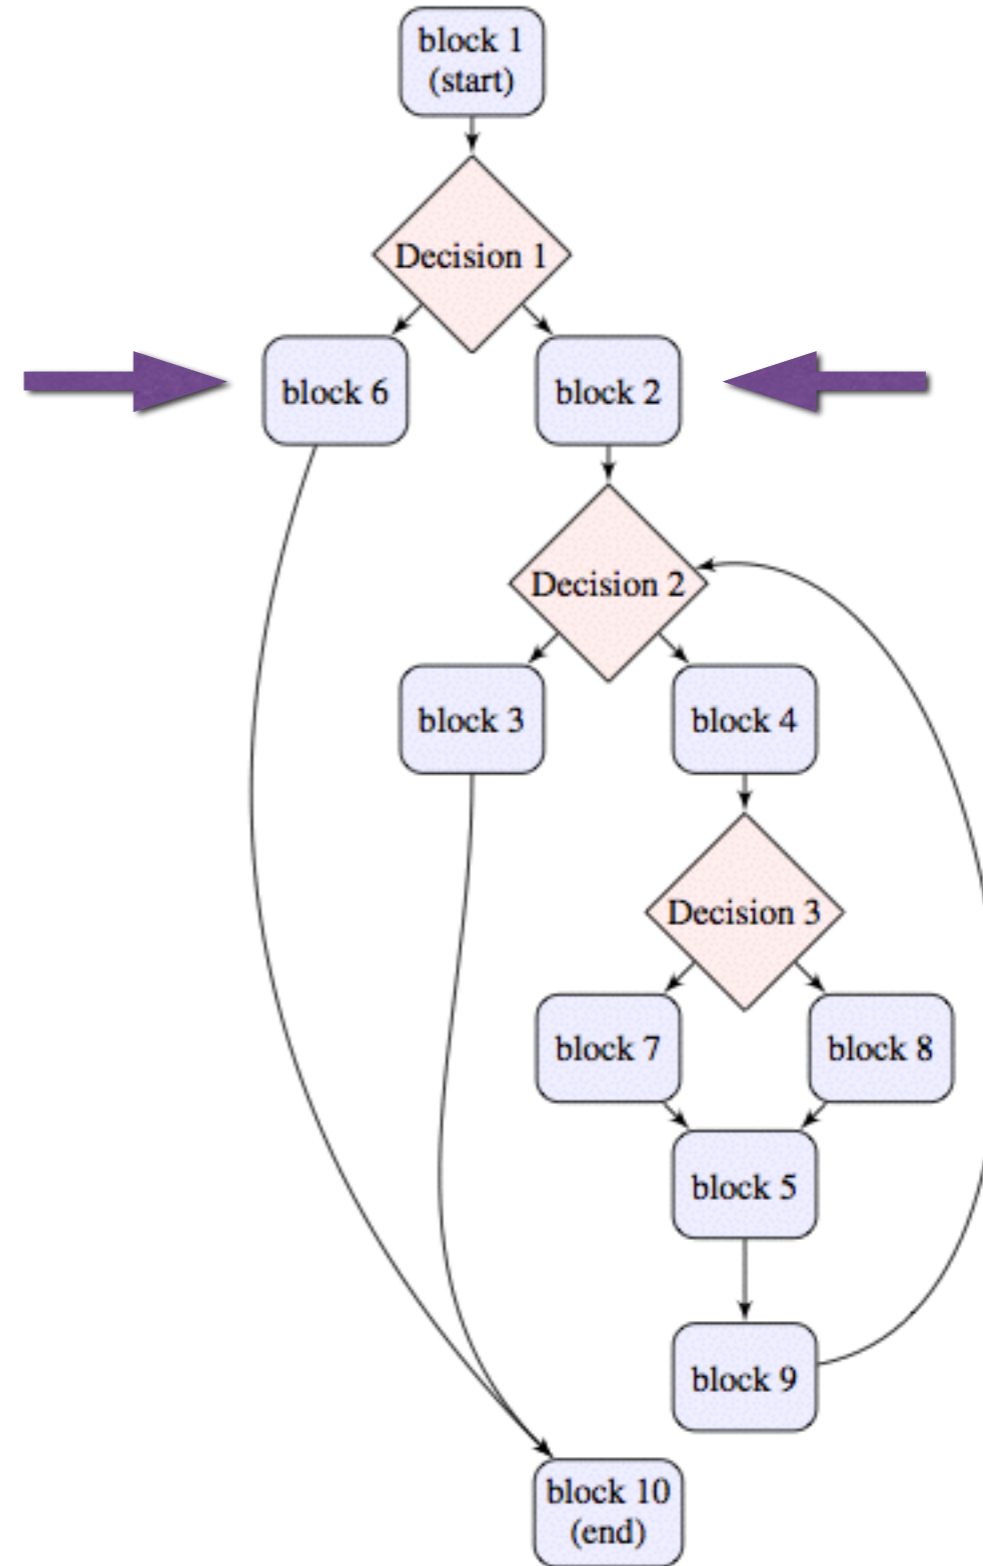 block 1
(start)
Decision 1
block 6
block 2
Decision 2
block 3
block 4
Decision 3
block 7
block 8
block 5
block 9
block 10
(end)